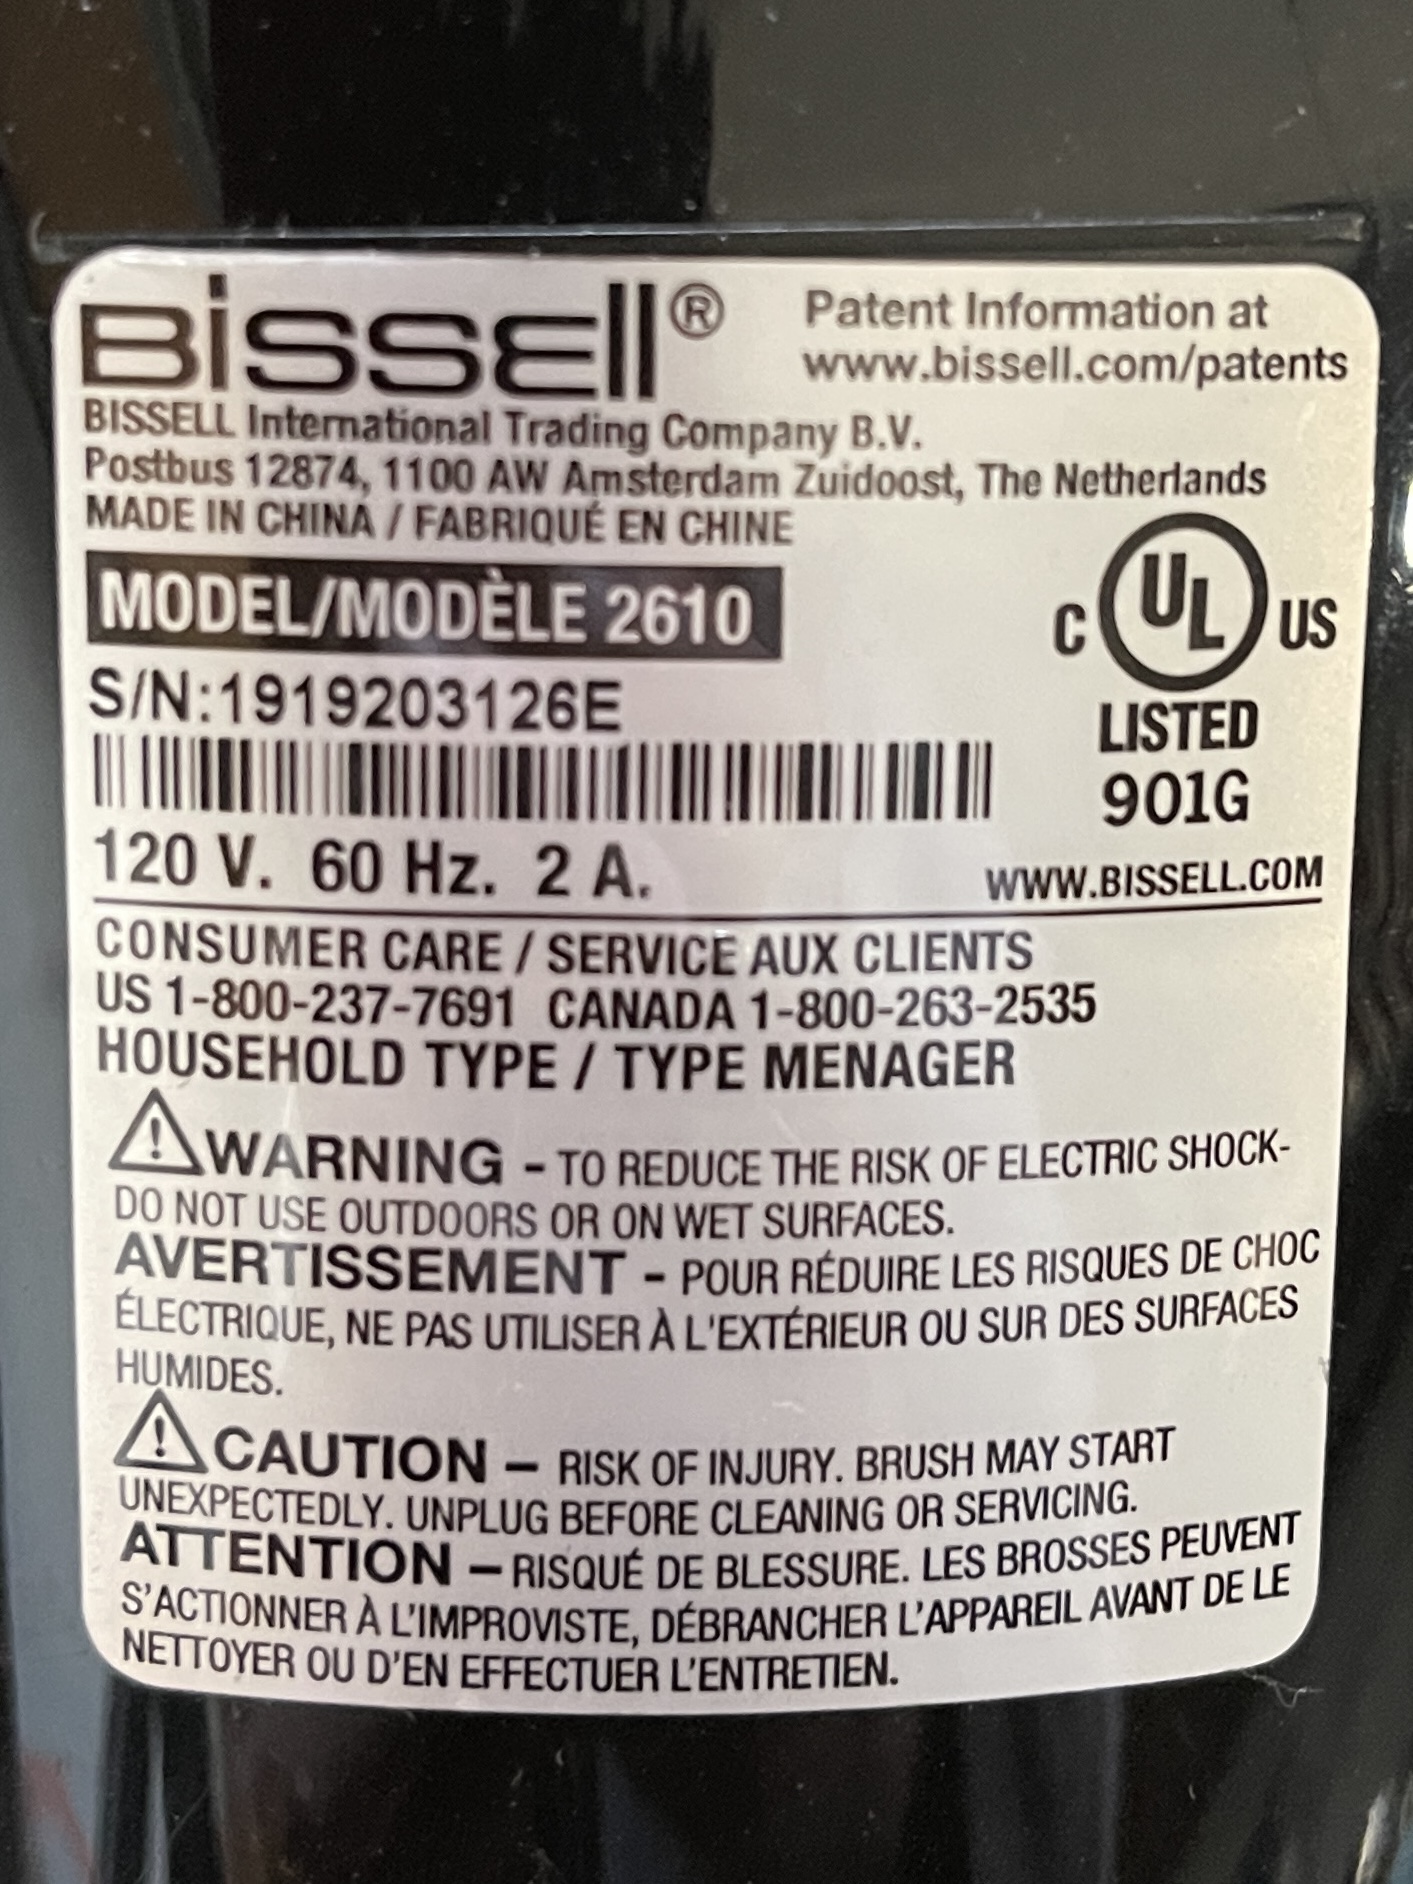 BISSELL®
Patent Information at
www.bissell.com/patents
BISSELL International Trading Company B.V.
Postbus 12874, 1100 AW Amsterdam Zuidoost, The Netherlands
MADE IN CHINA / FABRIQUÉ EN CHINE
MODEL/MODÈLE 2610
C UL US
LISTED
901G
S/N:1919203126E
120 V. 60 Hz. 2 A.
WWW.BISSELL.COM
CONSUMER CARE / SERVICE AUX CLIENTS
US 1-800-237-7691 CANADA 1-800-263-2535
HOUSEHOLD TYPE / TYPE MENAGER
WARNING - TO REDUCE THE RISK OF ELECTRIC SHOCK-
DO NOT USE OUTDOORS OR ON WET SURFACES.
AVERTISSEMENT - POUR RÉDUIRE LES RISQUES DE CHOC
ÉLECTRIQUE, NE PAS UTILISER À L'EXTÉRIEUR OU SUR DES SURFACES
HUMIDES.
CAUTION – RISK OF INJURY. BRUSH MAY START
UNEXPECTEDLY. UNPLUG BEFORE CLEANING OR SERVICING.
ATTENTION – RISQUÉ DE BLESSURE. LES BROSSES PEUVENT
S'ACTIONNER À L'IMPROVISTE, DÉBRANCHER L'APPAREIL AVANT DE LE
NETTOYER OU D'EN EFFECTUER L'ENTRETIEN.